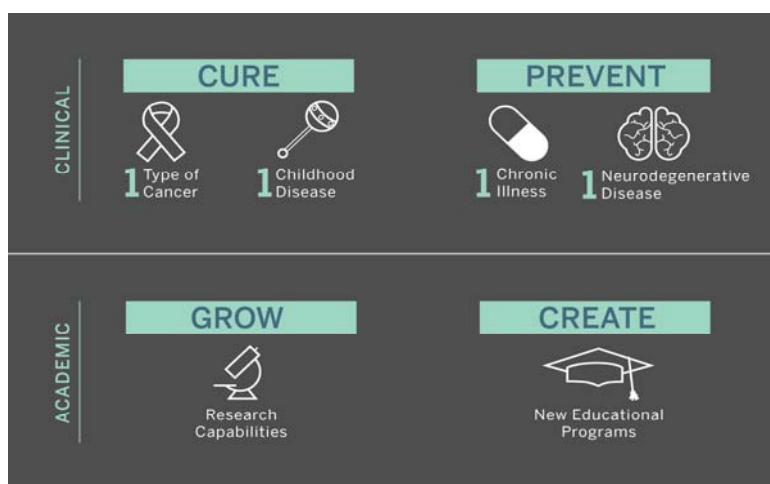 CLINICAL
CURE
1 Type of
Cancer
1 Childhood
Disease
PREVENT
1 Chronic
Illness
1 Neurodegenerative
Disease
ACADEMIC
GROW
Research
Capabilities
CREATE
New Educational
Programs